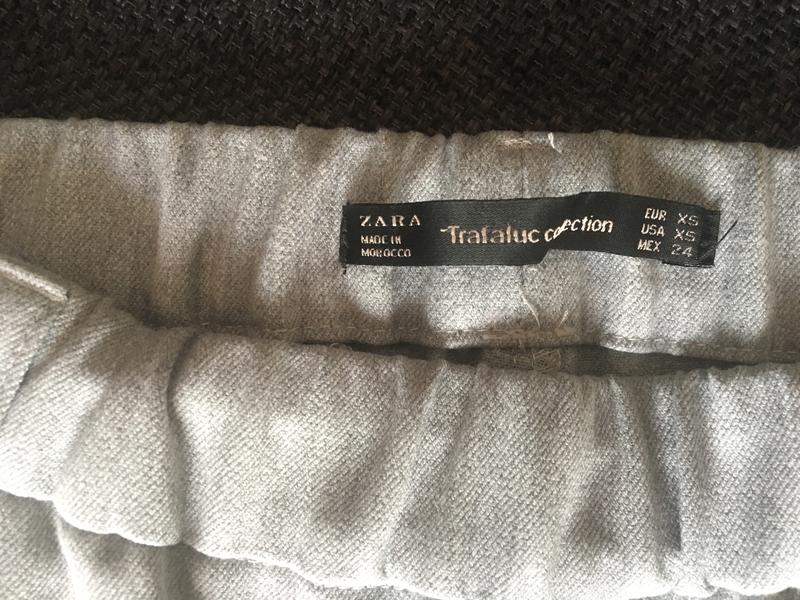 ZARA
MADE IN
MOROCCO
Trafaluc collection
EUR XS
USA XS
MEX 24